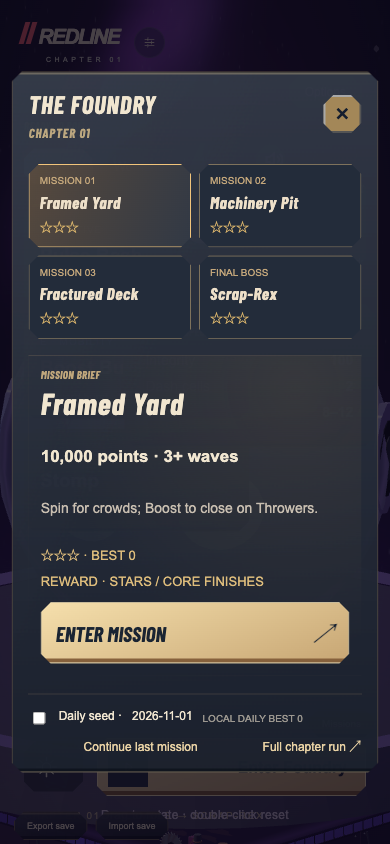 REDLINE
CHAPTER 01
THE FOUNDRY
CHAPTER 01
MISSION 01
Framed Yard
☆☆☆
MISSION 02
Machinery Pit
☆☆☆
MISSION 03
Fractured Deck
☆☆☆
FINAL BOSS
Scrap-Rex
☆☆☆
MISSION BRIEF
Framed Yard
10,000 points · 3+ waves
Spin for crowds; Boost to close on Throwers.
☆☆☆ · BEST 0
REWARD · STARS / CORE FINISHES
ENTER MISSION
Daily seed · 2026-11-01 LOCAL DAILY BEST 0
Continue last mission Full chapter run ↗
double-click reset
Export save Import save